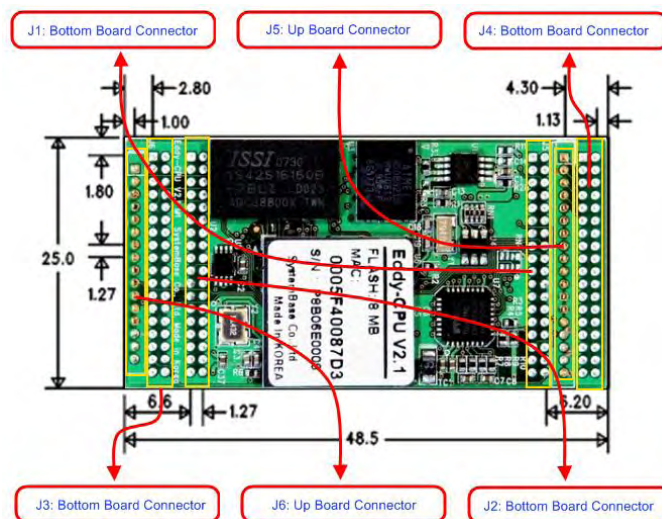 J1: Bottom Board Connector
J5: Up Board Connector
J4: Bottom Board Connector
2.80
4.30
1.00
1.13
ISSI
25.0
1.80
1.27
Eddy-CPU V2.1
FLASH: 8 MB
MAC:
0005F40087D3
SystemBase Co. Ltd
Made in KOREA
6.6
1.27
6.20
48.5
J3: Bottom Board Connector
J6: Up Board Connector
J2: Bottom Board Connector